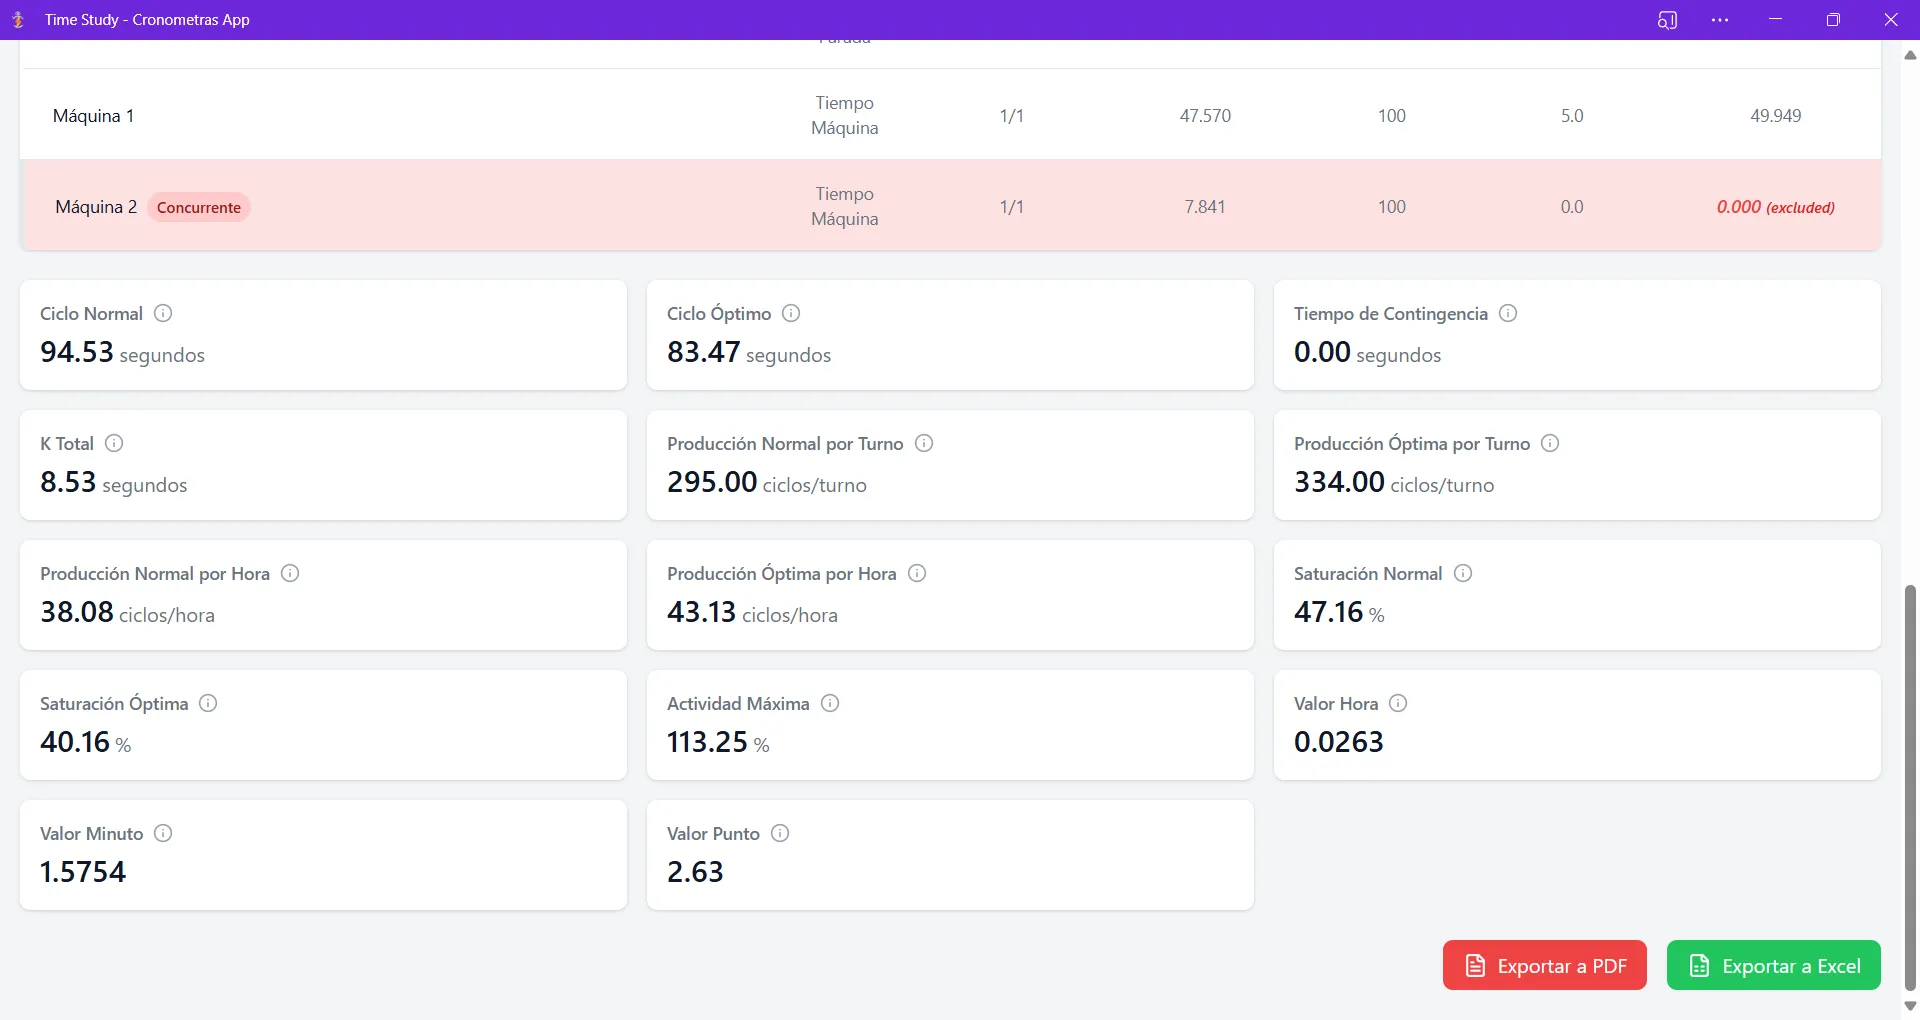 Time Study - Cronometras App
Máquina 1
Tiempo
Máquina
1/1
47.570
100
5.0
49.949
Máquina 2
Concurrente
Tiempo
Máquina
1/1
7.841
100
0.0
0.000 (excluded)
Ciclo Normal
94.53 segundos
Ciclo Óptimo
83.47 segundos
Tiempo de Contingencia
0.00 segundos
K Total
8.53 segundos
Producción Normal por Turno
295.00 ciclos/turno
Producción Óptima por Turno
334.00 ciclos/turno
Producción Normal por Hora
38.08 ciclos/hora
Producción Óptima por Hora
43.13 ciclos/hora
Saturación Normal
47.16 %
Saturación Óptima
40.16 %
Actividad Máxima
113.25 %
Valor Hora
0.0263
Valor Minuto
1.5754
Valor Punto
2.63
Exportar a PDF
Exportar a Excel